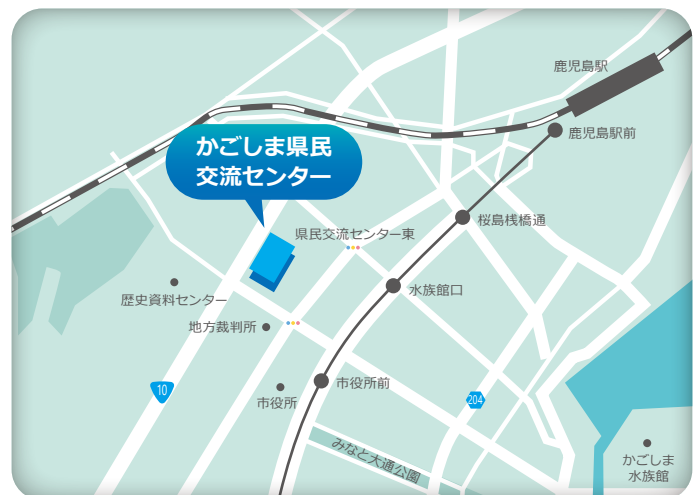 鹿児島駅
鹿児島駅前
かごしま県民
交流センター
桜島桟橋通
県民交流センター東
水族館口
歴史資料センター
地方裁判所
市役所前
10
市役所
204
みなと大通公園
かごしま
水族館